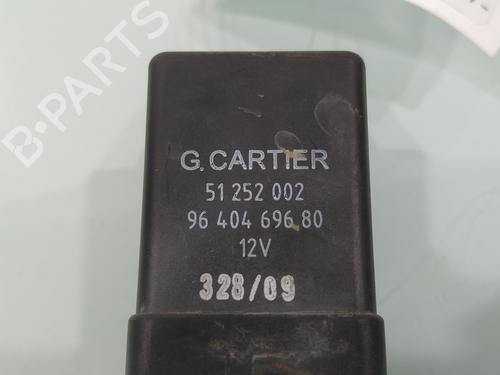 B-PARTS
G. CARTIER
51 252 002
96 404 696 80
12V
328/09